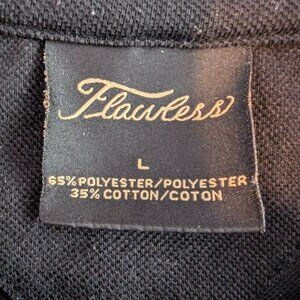 Flawless
L
65% POLYESTER/POLYESTER
35% COTTON/COTON